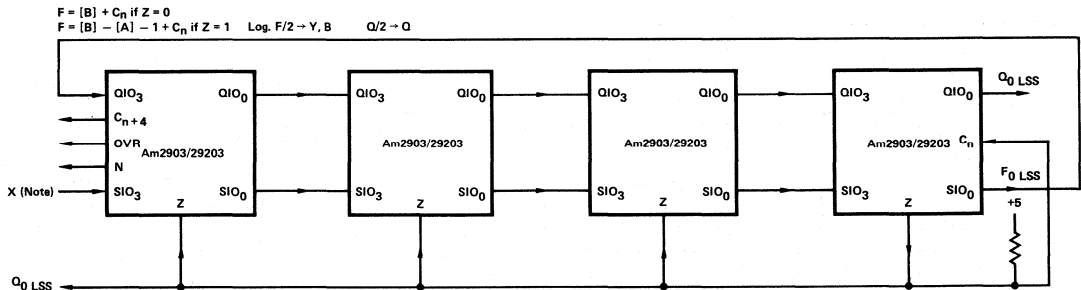 F = [B] + Cn if Z = 0
F = [B] − [A] − 1 + Cn if Z = 1 Log. F/2 → Y, B Q/2 → Q
QIO3 QIO0 QIO3 QIO0 QIO3 QIO0 QIO3 QIO0 Q0 LSS
Cn+4 Cn
OVR
Am2903/29203 Am2903/29203 Am2903/29203 Am2903/29203
N
F0 LSS
X (Note) SIO3 SIO0 SIO3 SIO0 SIO3 SIO0 SIO3 SIO0
Z Z Z Z +5
Q0 LSS